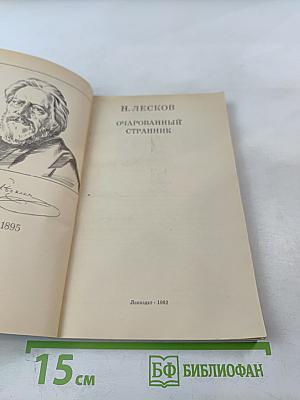 1895
Н. ЛЕСКОВ
ОЧАРОВАННЫЙ
СТРАННИК
Лениздат · 1982
15 см
БФ БИБЛИОФАН